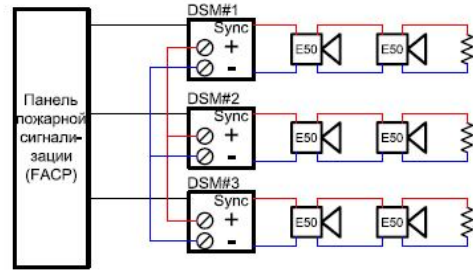 DSM#1
Sync
+
-
E50
E50
Панель
пожарной
сигнали-
зации
(FACP)
DSM#2
Sync
+
-
E50
E50
DSM#3
Sync
+
-
E50
E50